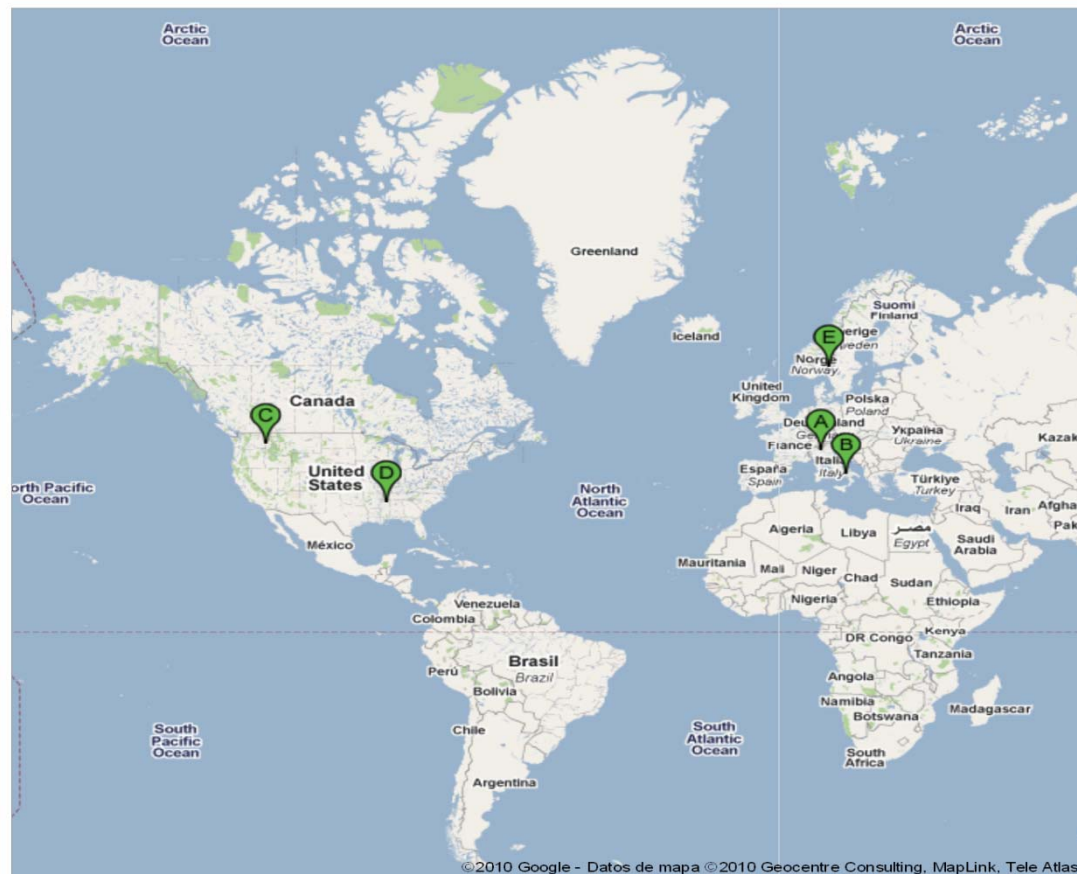 Arctic
Ocean
Arctic
Ocean
Greenland
Iceland
Suomi
Finland
Norge
Norway
Canada
United
Kingdom
Polska
Poland
Україна
Ukraine
Kazak
France
Italia
Italy
España
Spain
Türkiye
Turkey
United
States
orth Pacific
Ocean
North
Atlantic
Ocean
México
Iraq
Iran
Afgha
Pak
Algeria
Libya
مصر
Egypt
Saudi
Arabia
Mauritania
Mali
Niger
Chad
Sudan
Nigeria
Ethiopia
Venezuela
Colombia
DR Congo
Kenya
Tanzania
Perú
Brasil
Brazil
Bolivia
Angola
Namibia
Botswana
Madagascar
South
Pacific
Ocean
Chile
South
Atlantic
Ocean
South
Africa
Argentina
A
B
C
D
E
©2010 Google - Datos de mapa ©2010 Geocentre Consulting, MapLink, Tele Atlas